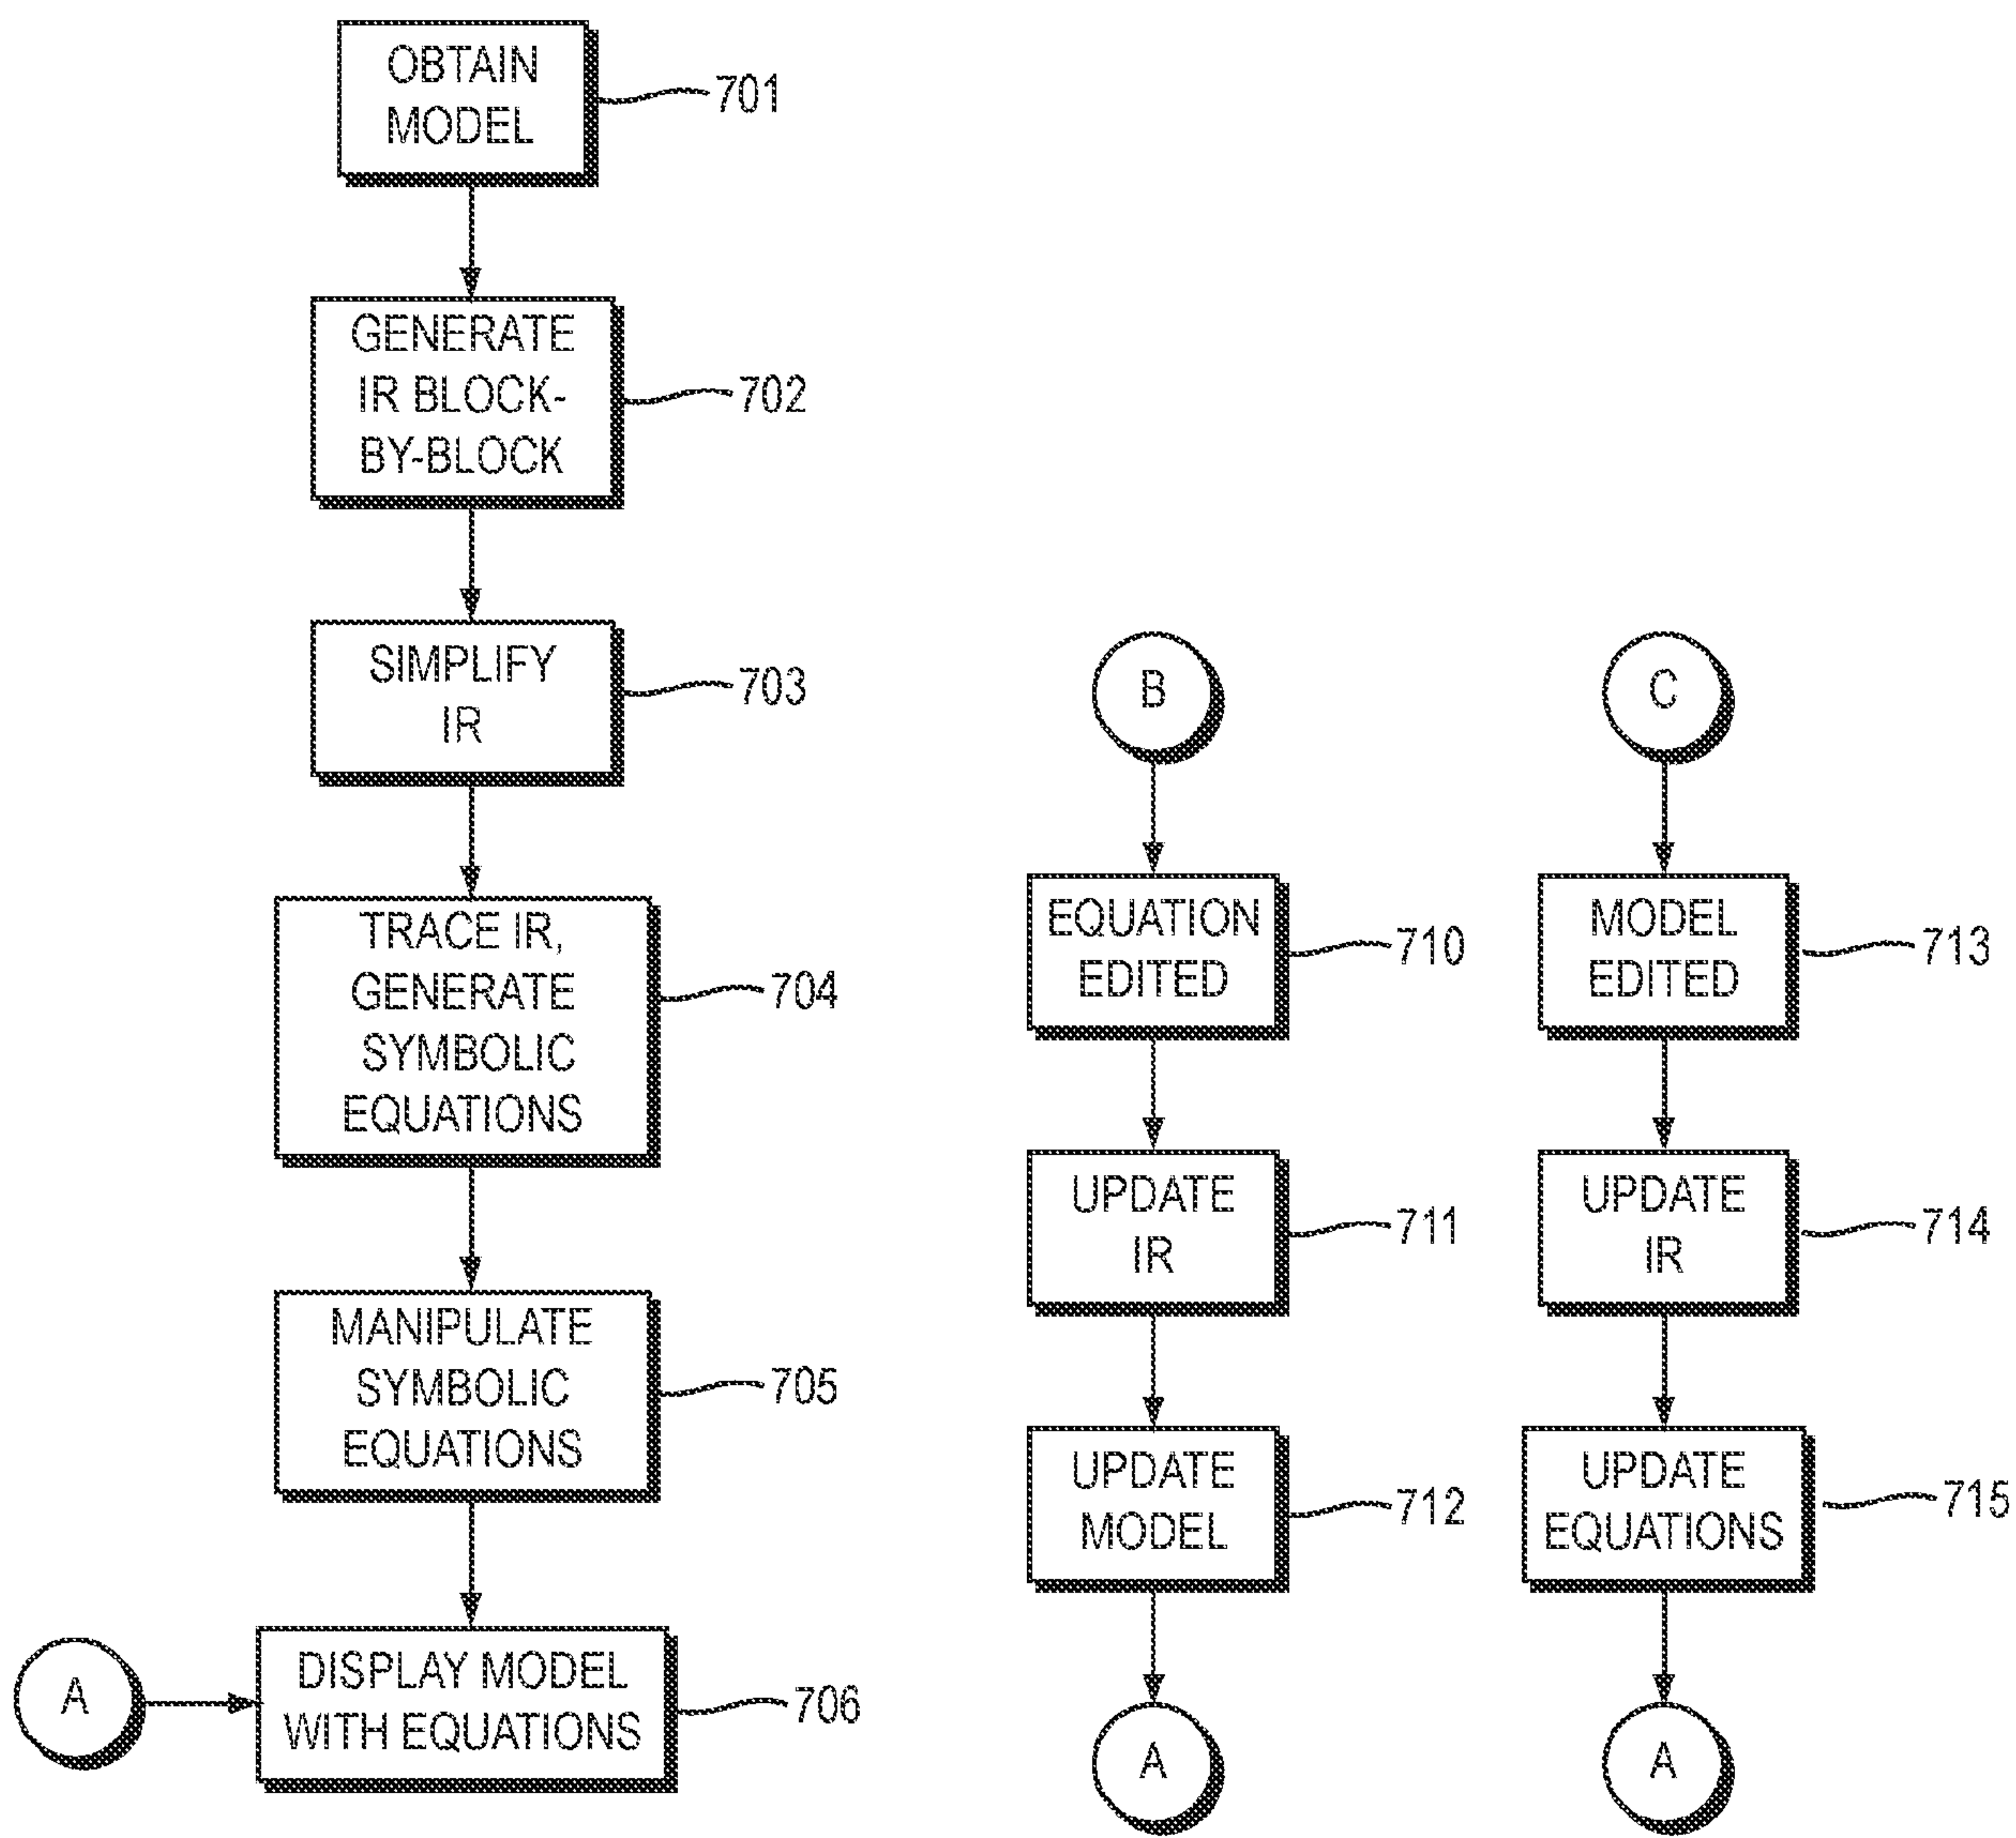 OBTAIN
MODEL
701
GENERATE
IR BLOCK-
BY-BLOCK
702
SIMPLIFY
IR
703
TRACE IR,
GENERATE
SYMBOLIC
EQUATIONS
704
MANIPULATE
SYMBOLIC
EQUATIONS
705
A
DISPLAY MODEL
WITH EQUATIONS
706
B
EQUATION
EDITED
710
UPDATE
IR
711
UPDATE
MODEL
712
A
C
MODEL
EDITED
713
UPDATE
IR
714
UPDATE
EQUATIONS
715
A